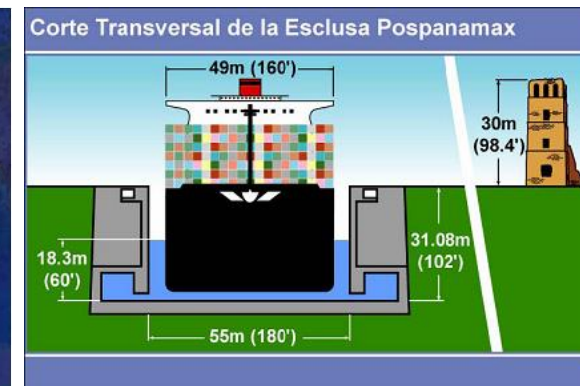 Corte Transversal de la Esclusa Pospanamax
49m (160')
30m
(98.4')
18.3m
(60')
31.08m
(102')
55m (180')